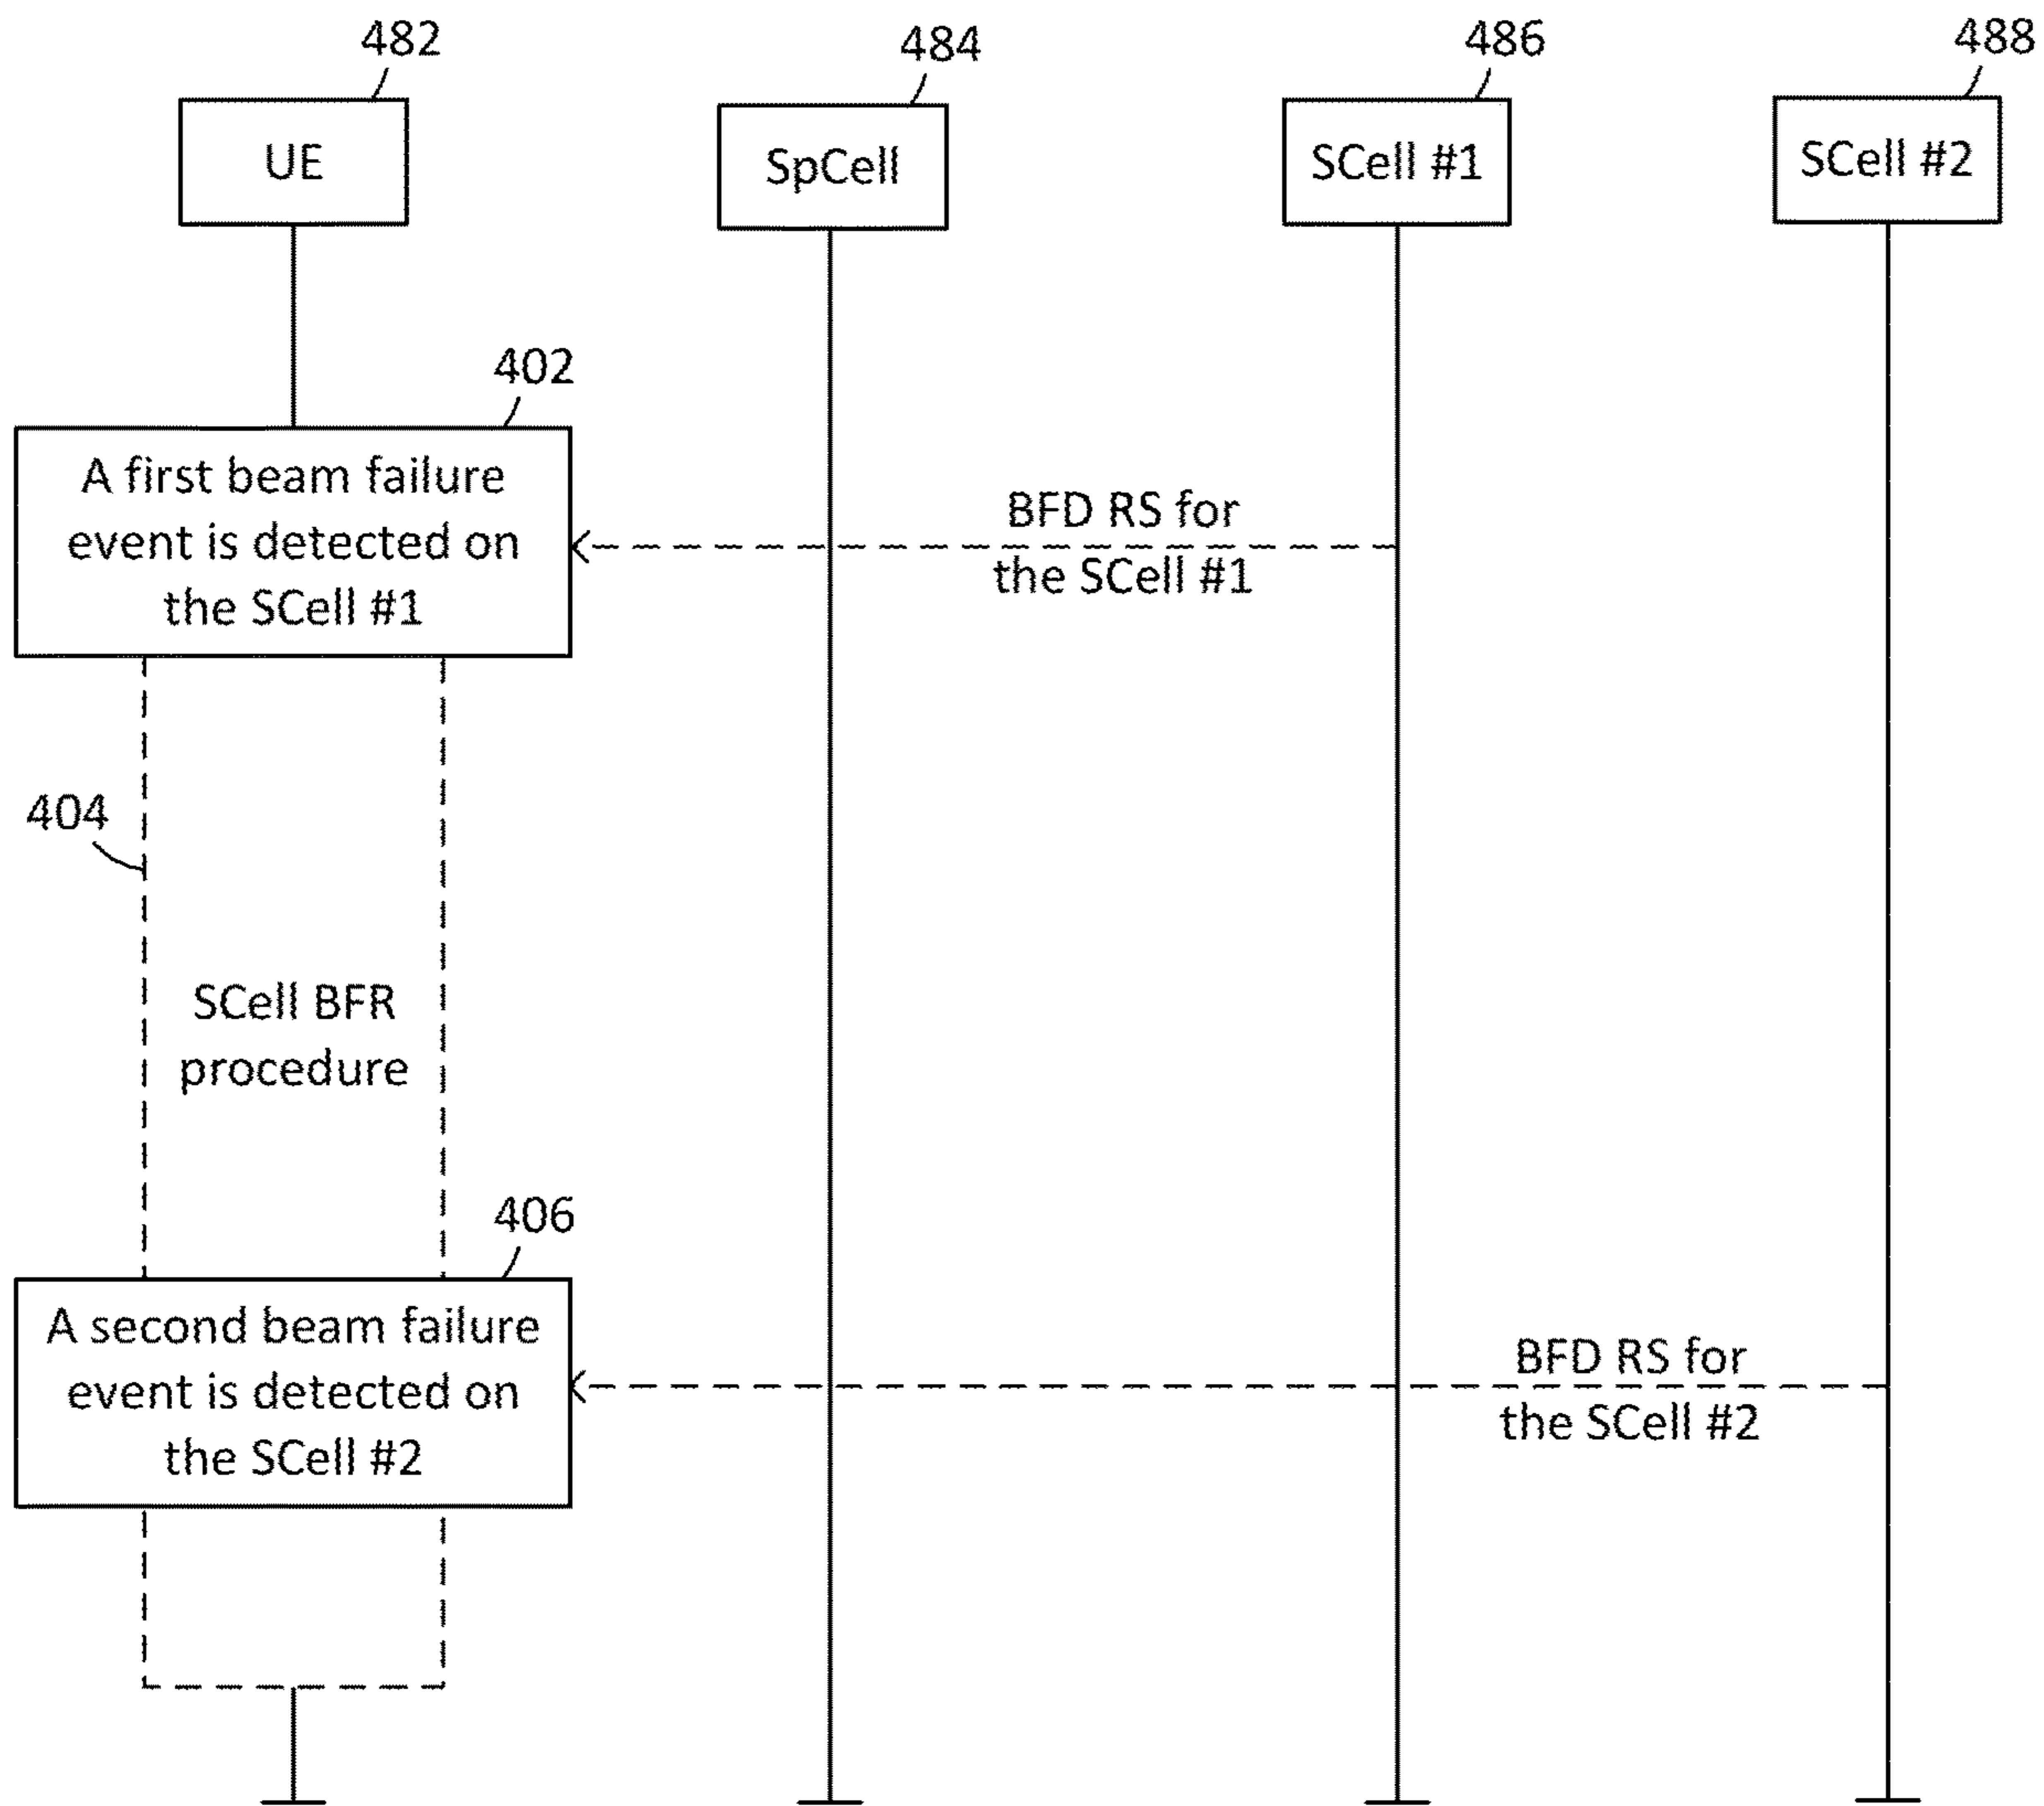 482
484
486
488
UE
SpCell
SCell #1
SCell #2
402
A first beam failure
event is detected on
the SCell #1
BFD RS for
the SCell #1
404
SCell BFR
procedure
406
A second beam failure
event is detected on
the SCell #2
BFD RS for
the SCell #2